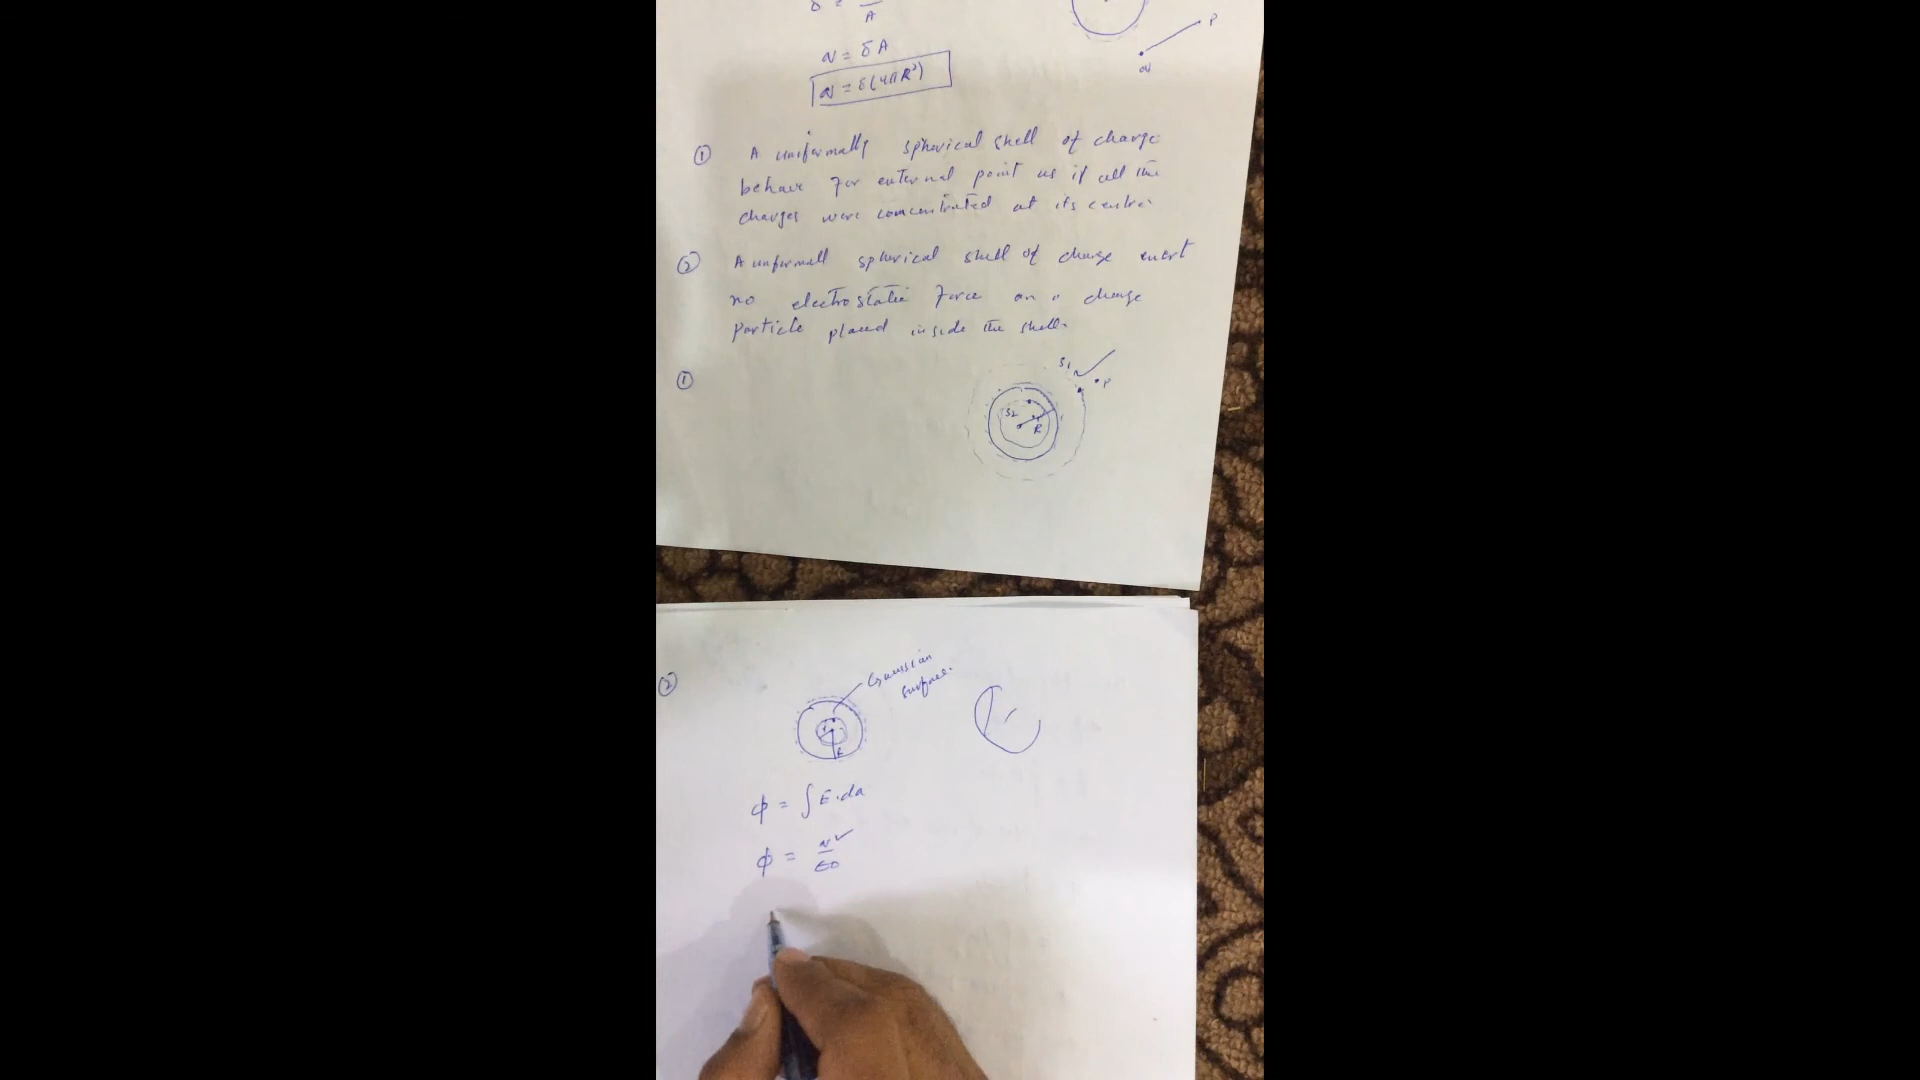 δ = / A
q = δ A
q = δ(4πR²)
P
q
① A uniformally spherical shell of charge
behave for external point as if all the
charges were concentrated at its centre.
② A unformall spherical shell of charge exert
no electrostatic force on a charge
particle placed inside the shell.
①
S1
P
S2
r
R
②
Gaussian
surface.
r
R
ϕ = ∫ E . da
ϕ = q / ε0